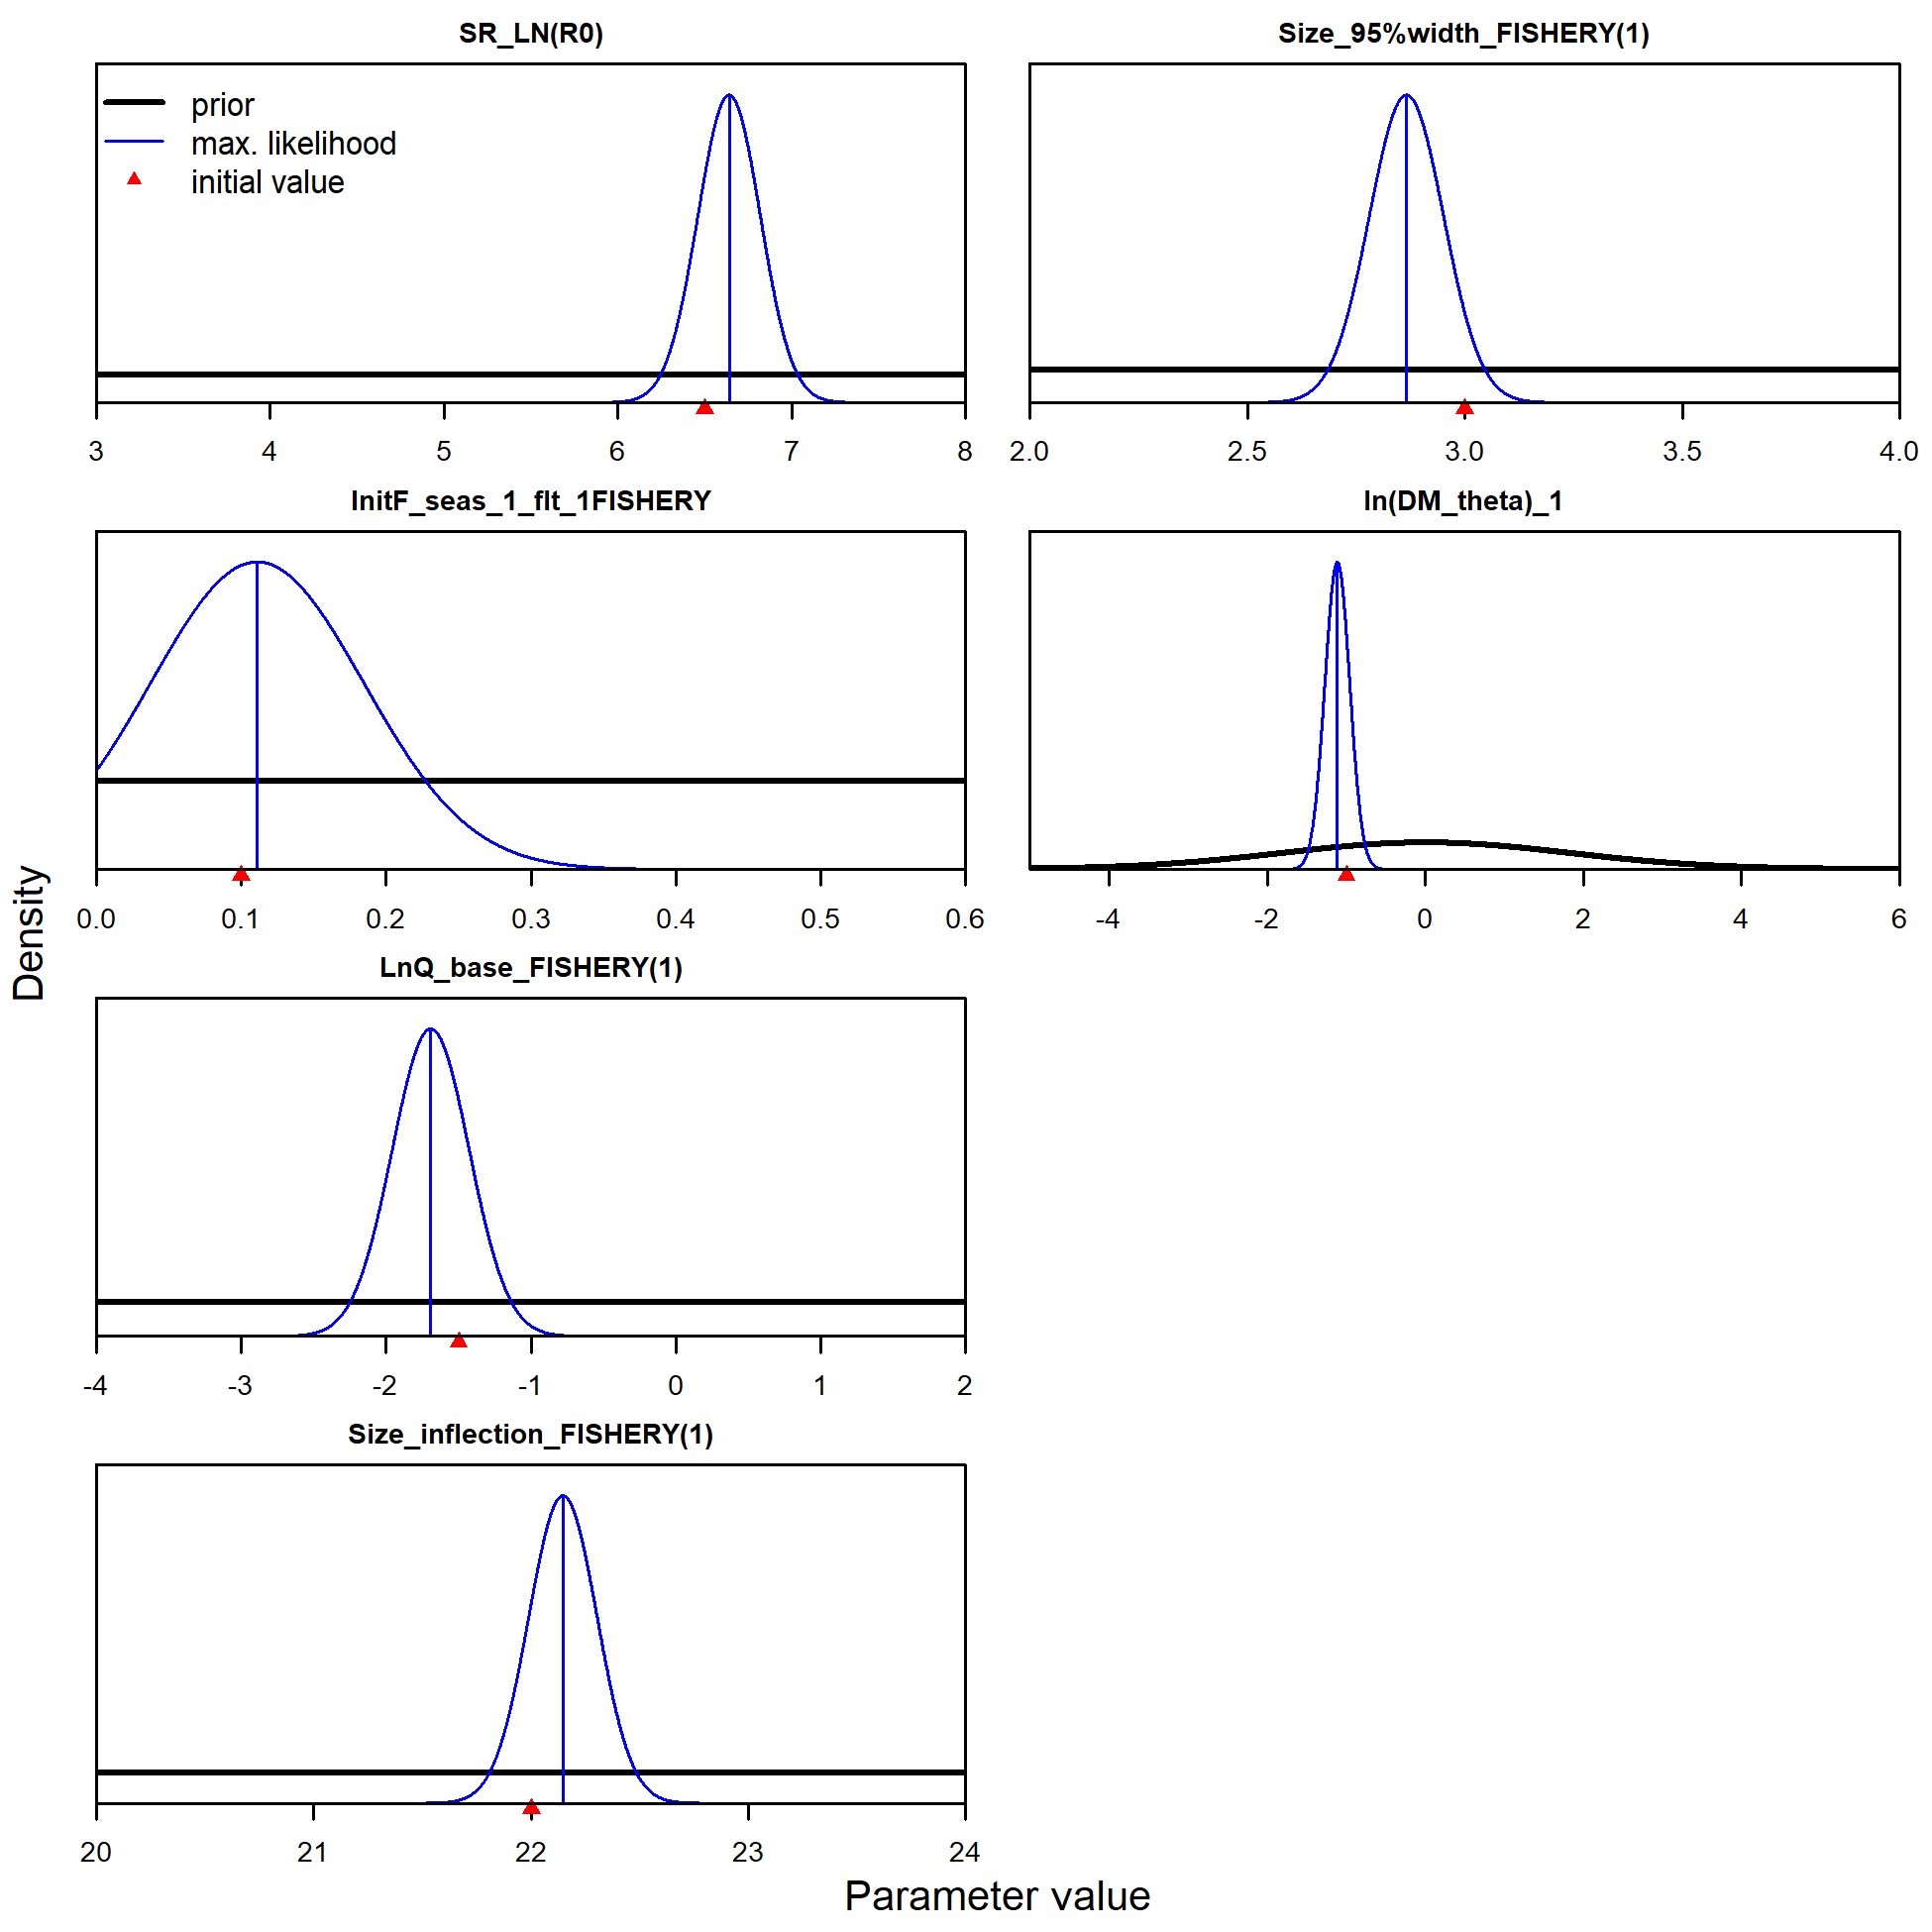 SR_LN(R0)
prior
max. likelihood
initial value
3 4 5 6 7 8
Size_95%width_FISHERY(1)
2.0 2.5 3.0 3.5 4.0
InitF_seas_1_flt_1FISHERY
0.0 0.1 0.2 0.3 0.4 0.5 0.6
ln(DM_theta)_1
-4 -2 0 2 4 6
LnQ_base_FISHERY(1)
-4 -3 -2 -1 0 1 2
Size_inflection_FISHERY(1)
20 21 22 23 24
Density
Parameter value